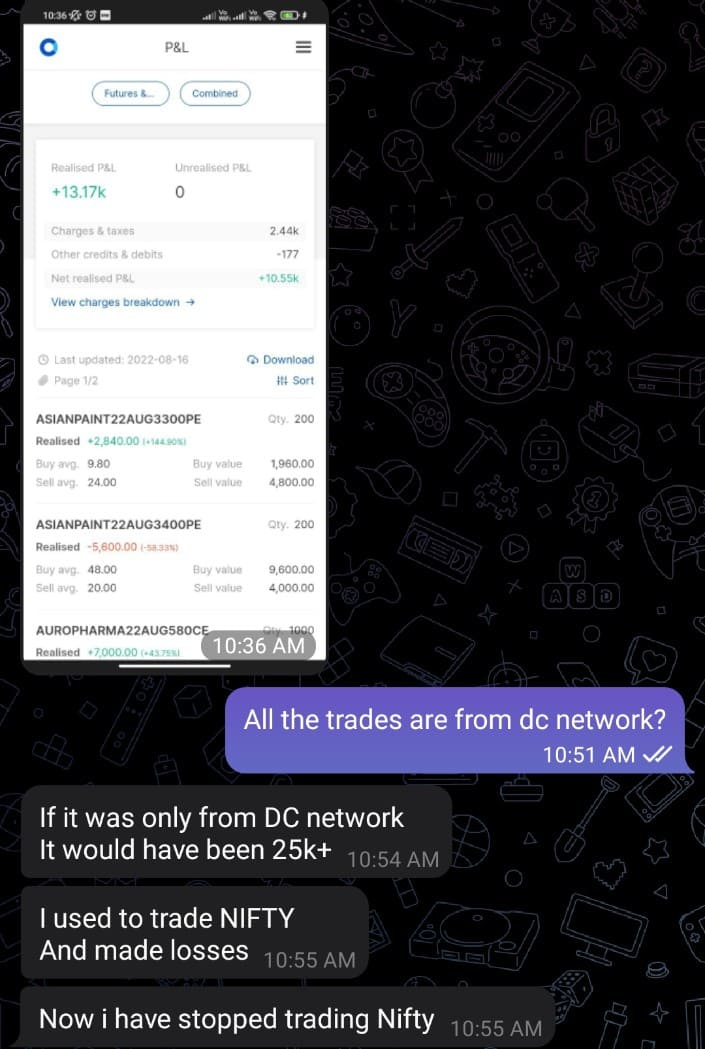 10:36
P&L
Futures &... Combined
Realised P&L Unrealised P&L
+13.17k 0
Charges & taxes 2.44k
Other credits & debits -177
Net realised P&L +10.55k
View charges breakdown →
Last updated: 2022-08-16 Download
Page 1/2 Sort
ASIANPAINT22AUG3300PE Qty. 200
Realised +2,840.00 (+144.90%)
Buy avg. 9.80 Buy value 1,960.00
Sell avg. 24.00 Sell value 4,800.00
ASIANPAINT22AUG3400PE Qty. 200
Realised -5,600.00 (-58.33%)
Buy avg. 48.00 Buy value 9,600.00
Sell avg. 20.00 Sell value 4,000.00
AUROPHARMA22AUG580CE Qty. 1000
Realised +7,000.00 (+43.75%)
10:36 AM
W
A S D
All the trades are from dc network?
10:51 AM
If it was only from DC network
It would have been 25k+ 10:54 AM
I used to trade NIFTY
And made losses 10:55 AM
Now i have stopped trading Nifty 10:55 AM